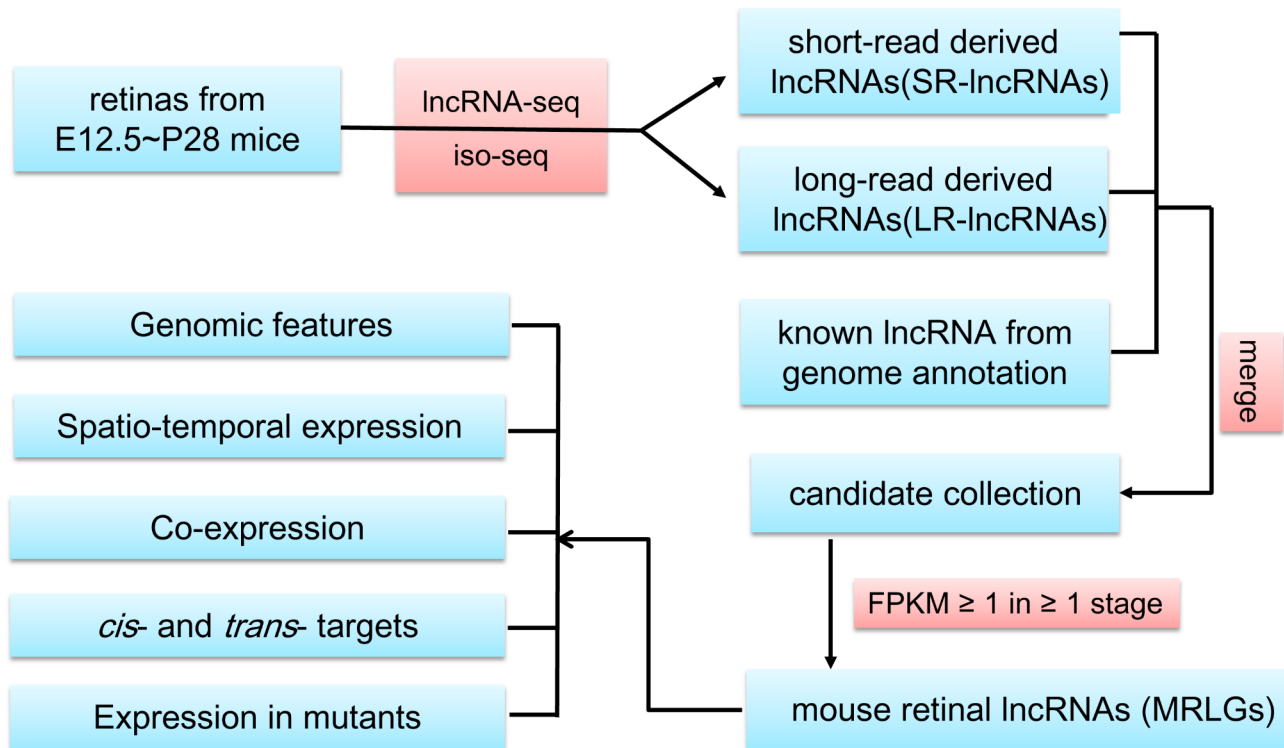 retinas from
E12.5~P28 mice
lncRNA-seq
iso-seq
short-read derived
lncRNAs(SR-lncRNAs)
long-read derived
lncRNAs(LR-lncRNAs)
known lncRNA from
genome annotation
merge
candidate collection
FPKM ≥ 1 in ≥ 1 stage
mouse retinal lncRNAs (MRLGs)
Genomic features
Spatio-temporal expression
Co-expression
cis- and trans- targets
Expression in mutants